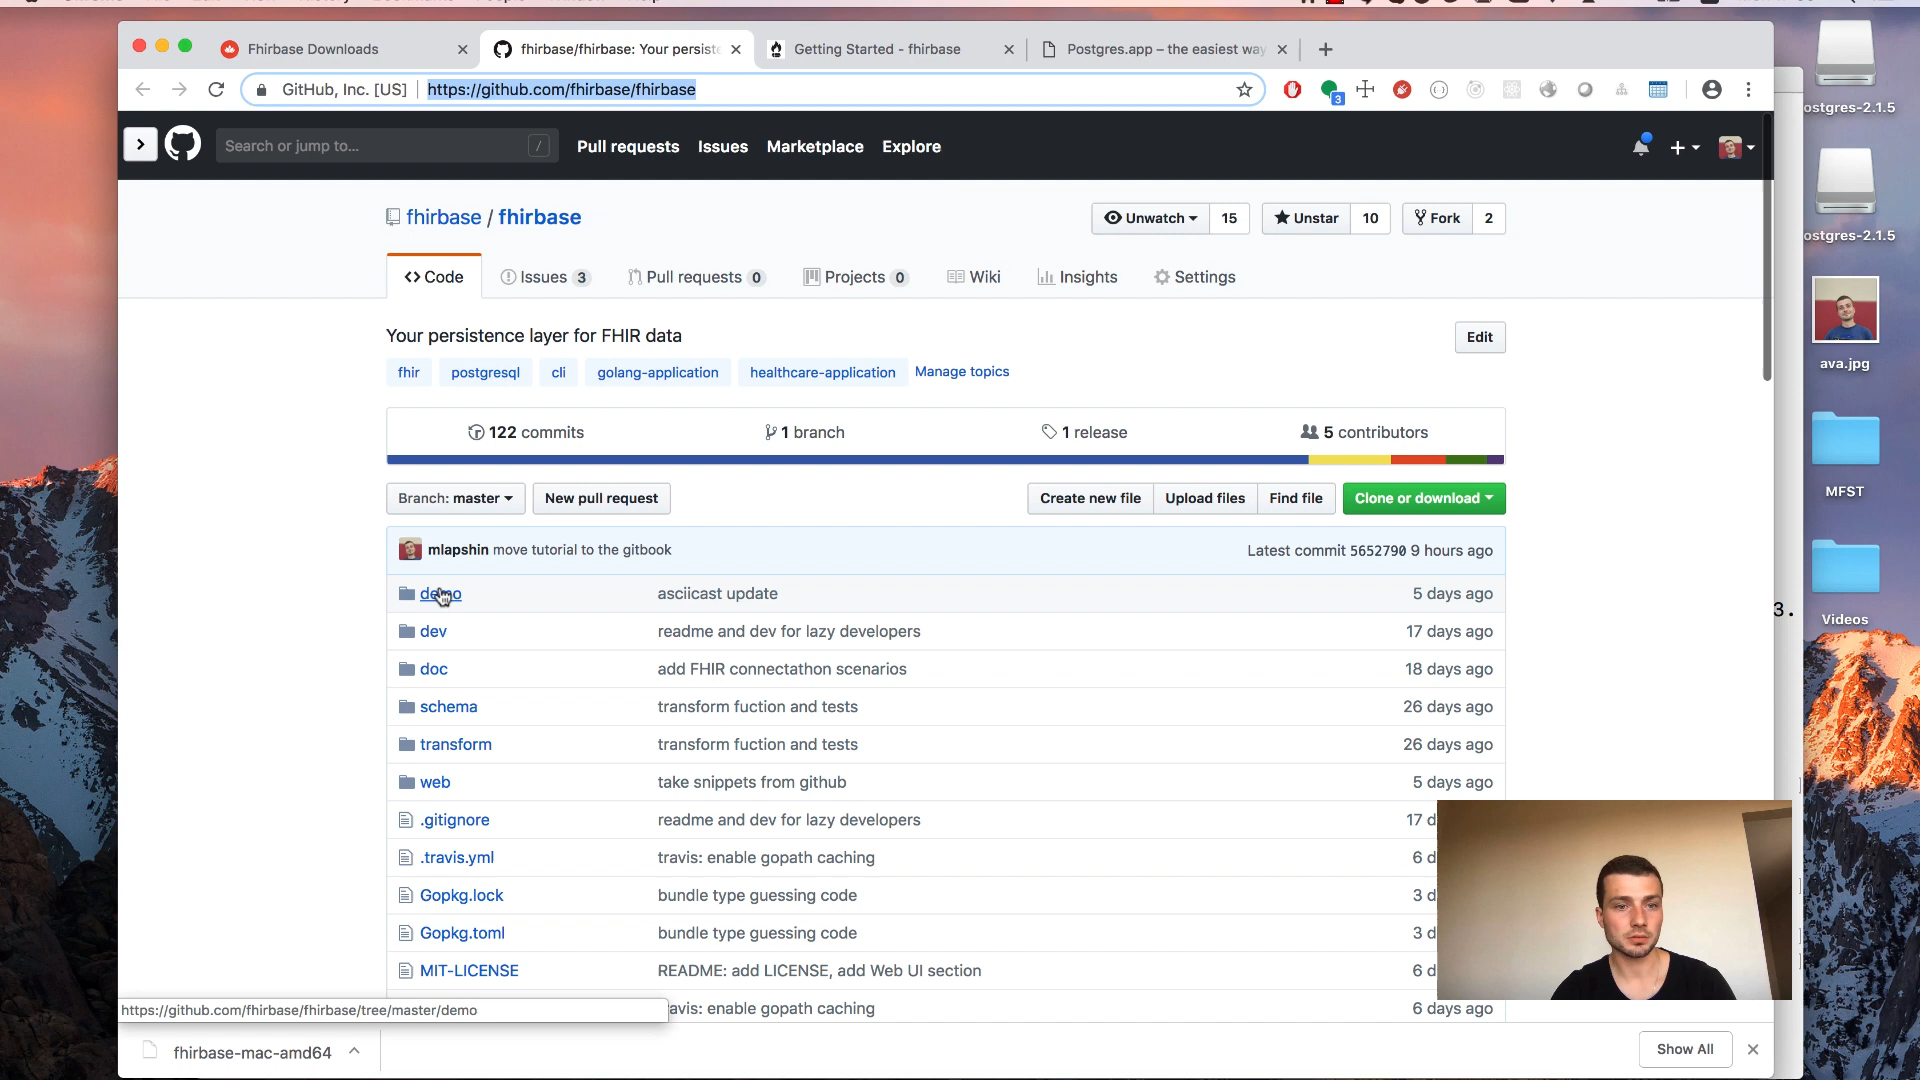 Fhirbase Downloads
fhirbase/fhirbase: Your persiste
Getting Started - fhirbase
Postgres.app – the easiest way
GitHub, Inc. [US] https://github.com/fhirbase/fhirbase
3
Search or jump to... /
Pull requests Issues Marketplace Explore
fhirbase / fhirbase
Unwatch 15 Unstar 10 Fork 2
Code Issues 3 Pull requests 0 Projects 0 Wiki Insights Settings
Your persistence layer for FHIR data
Edit
fhir postgresql cli golang-application healthcare-application Manage topics
122 commits 1 branch 1 release 5 contributors
Branch: master New pull request Create new file Upload files Find file Clone or download
mlapshin move tutorial to the gitbook Latest commit 5652790 9 hours ago
demo asciicast update 5 days ago
dev readme and dev for lazy developers 17 days ago
doc add FHIR connectathon scenarios 18 days ago
schema transform fuction and tests 26 days ago
transform transform fuction and tests 26 days ago
web take snippets from github 5 days ago
.gitignore readme and dev for lazy developers 17 d
.travis.yml travis: enable gopath caching 6 d
Gopkg.lock bundle type guessing code 3 d
Gopkg.toml bundle type guessing code 3 d
MIT-LICENSE README: add LICENSE, add Web UI section 6 d
avis: enable gopath caching 6 days ago
https://github.com/fhirbase/fhirbase/tree/master/demo
fhirbase-mac-amd64
Show All
ostgres-2.1.5
ostgres-2.1.5
ava.jpg
MFST
3.
Videos